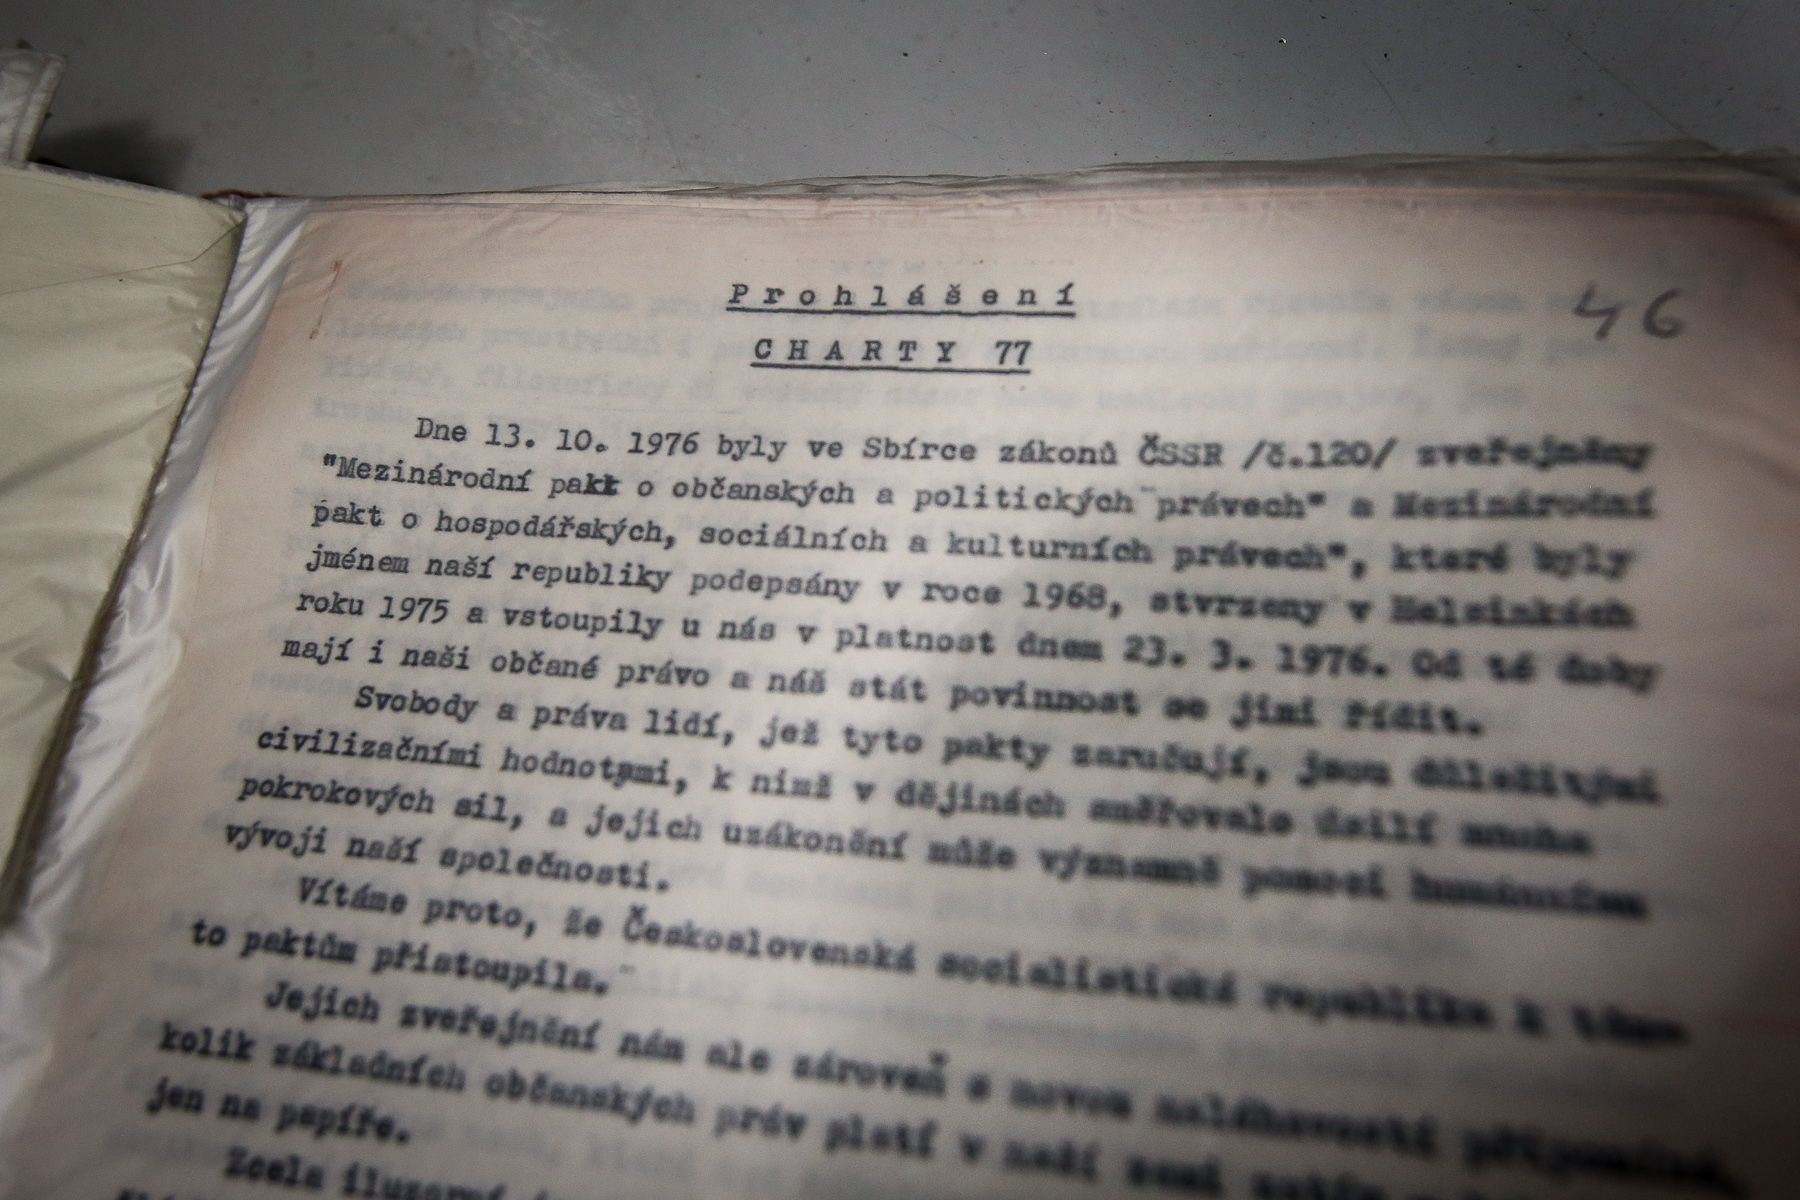 Prohlášení
46
CHARTY 77
Dne 13. 10. 1976 byly ve Sbírce zákonů ČSSR /č.120/ zveřejněny
"Mezinárodní pakt o občanských a politických právech" a Mezinárodní
pakt o hospodářských, sociálních a kulturních právech", které byly
jménem naší republiky podepsány v roce 1968, stvrzeny v Helsinkách
roku 1975 a vstoupily u nás v platnost dnem 23. 3. 1976. Od té doby
mají i naši občané právo a náš stát povinnost se jimi řídit.
Svobody a práva lidí, jež tyto pakty zaručují, jsou důležitými
civilizačními hodnotami, k nimž v dějinách směřovalo úsilí mnoha
pokrokových sil, a jejich uzákonění může významně pomoci humánnímu
vývoji naší společnosti.
Vítáme proto, že Československá socialistická republika k těm-
to paktům přistoupila.
Jejich zveřejnění nám ale zároveň s novou naléhavostí připomíná
kolik základních občanských práv platí v naší zemi zatím
jen na papíře.
Zcela iluzorní